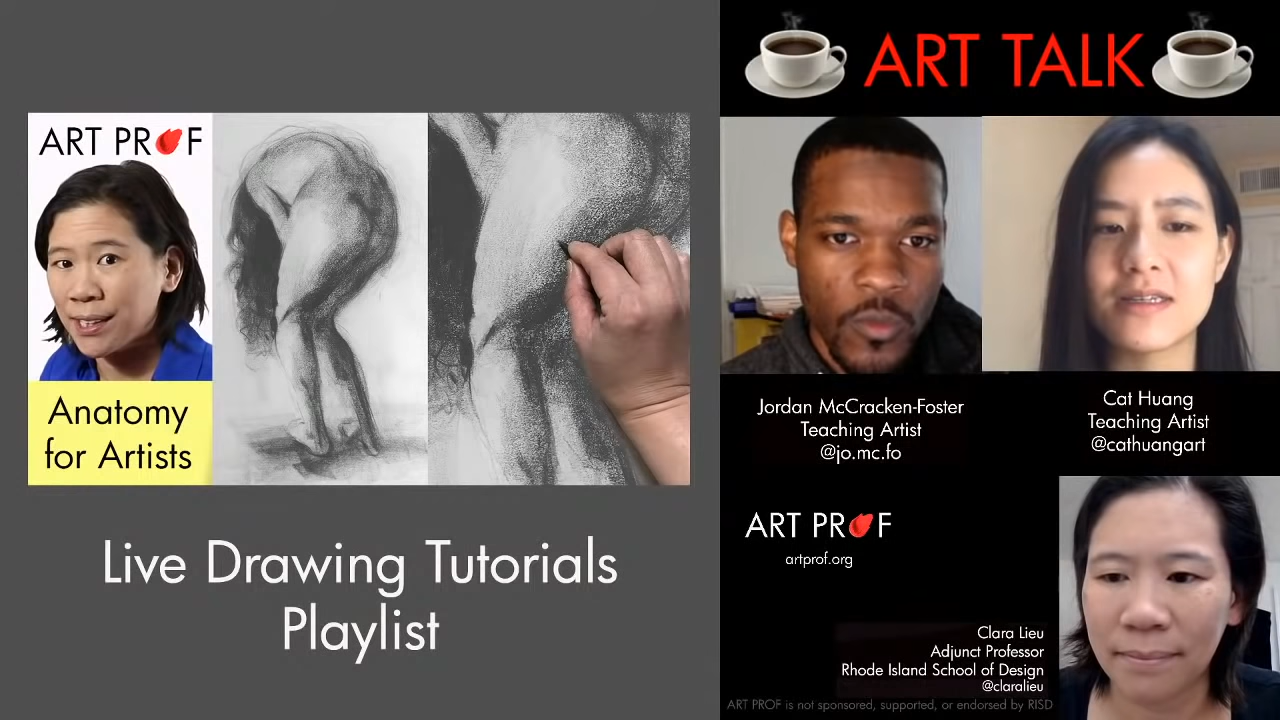 ART PROF
Anatomy
for Artists
Live Drawing Tutorials
Playlist
ART TALK
Jordan McCracken-Foster
Teaching Artist
@jo.mc.fo
Cat Huang
Teaching Artist
@cathuangart
ART PROF
artprof.org
Clara Lieu
Adjunct Professor
Rhode Island School of Design
@claralieu
ART PROF is not sponsored, supported, or endorsed by RISD